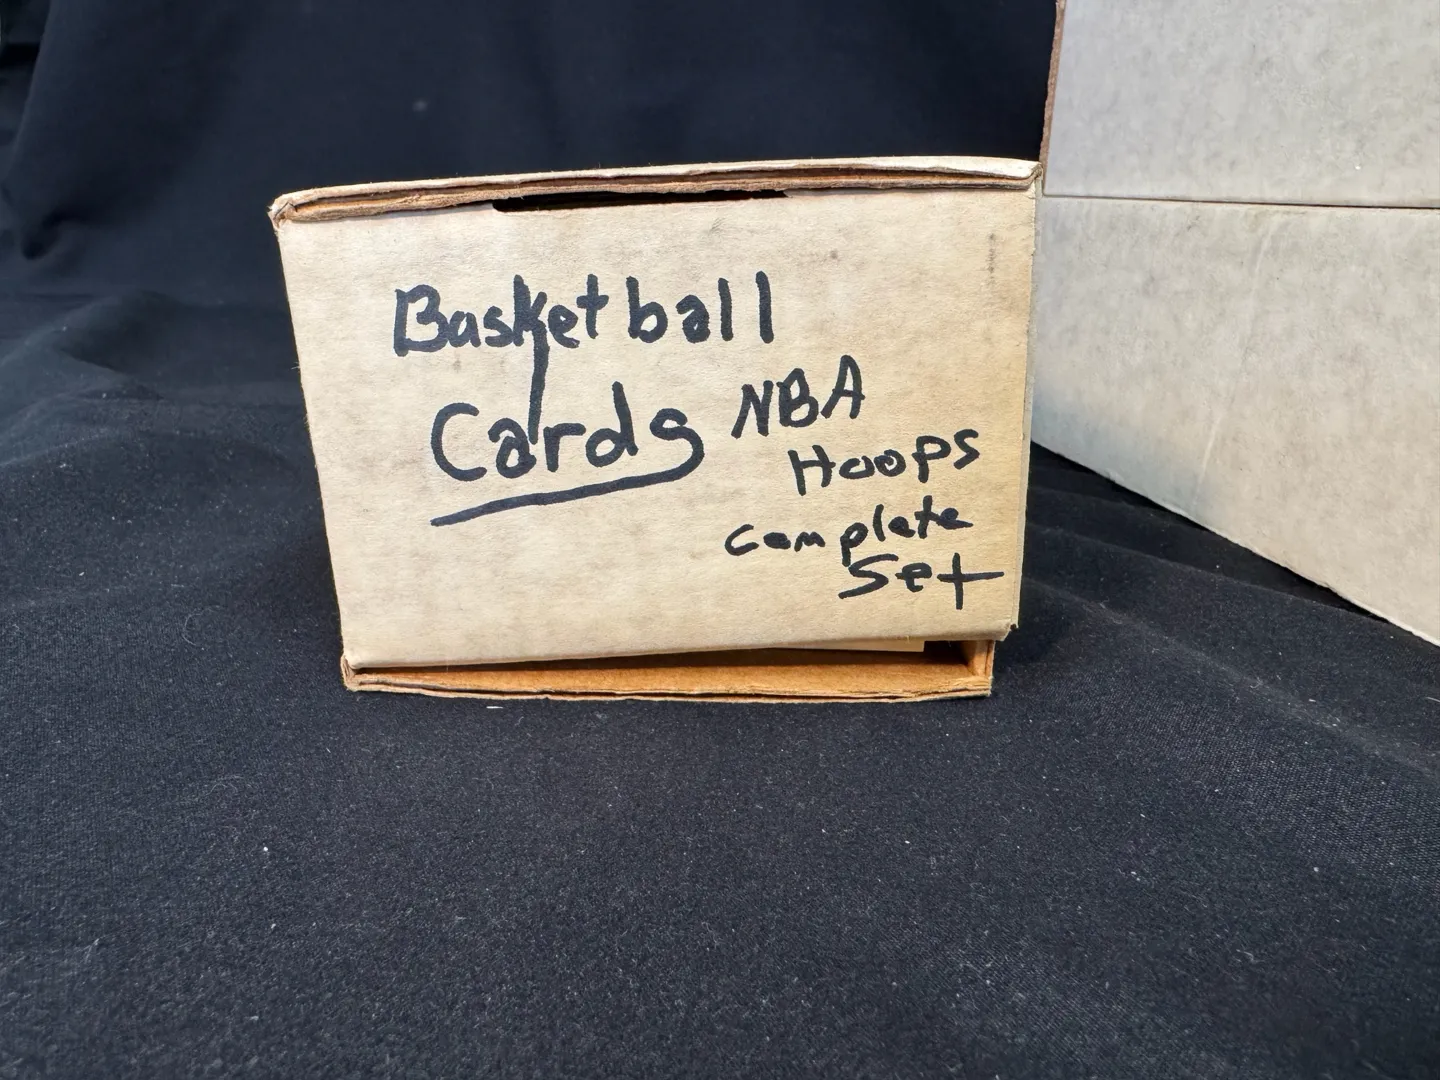 Basketball
Cards
NBA
Hoops
Complete
Set